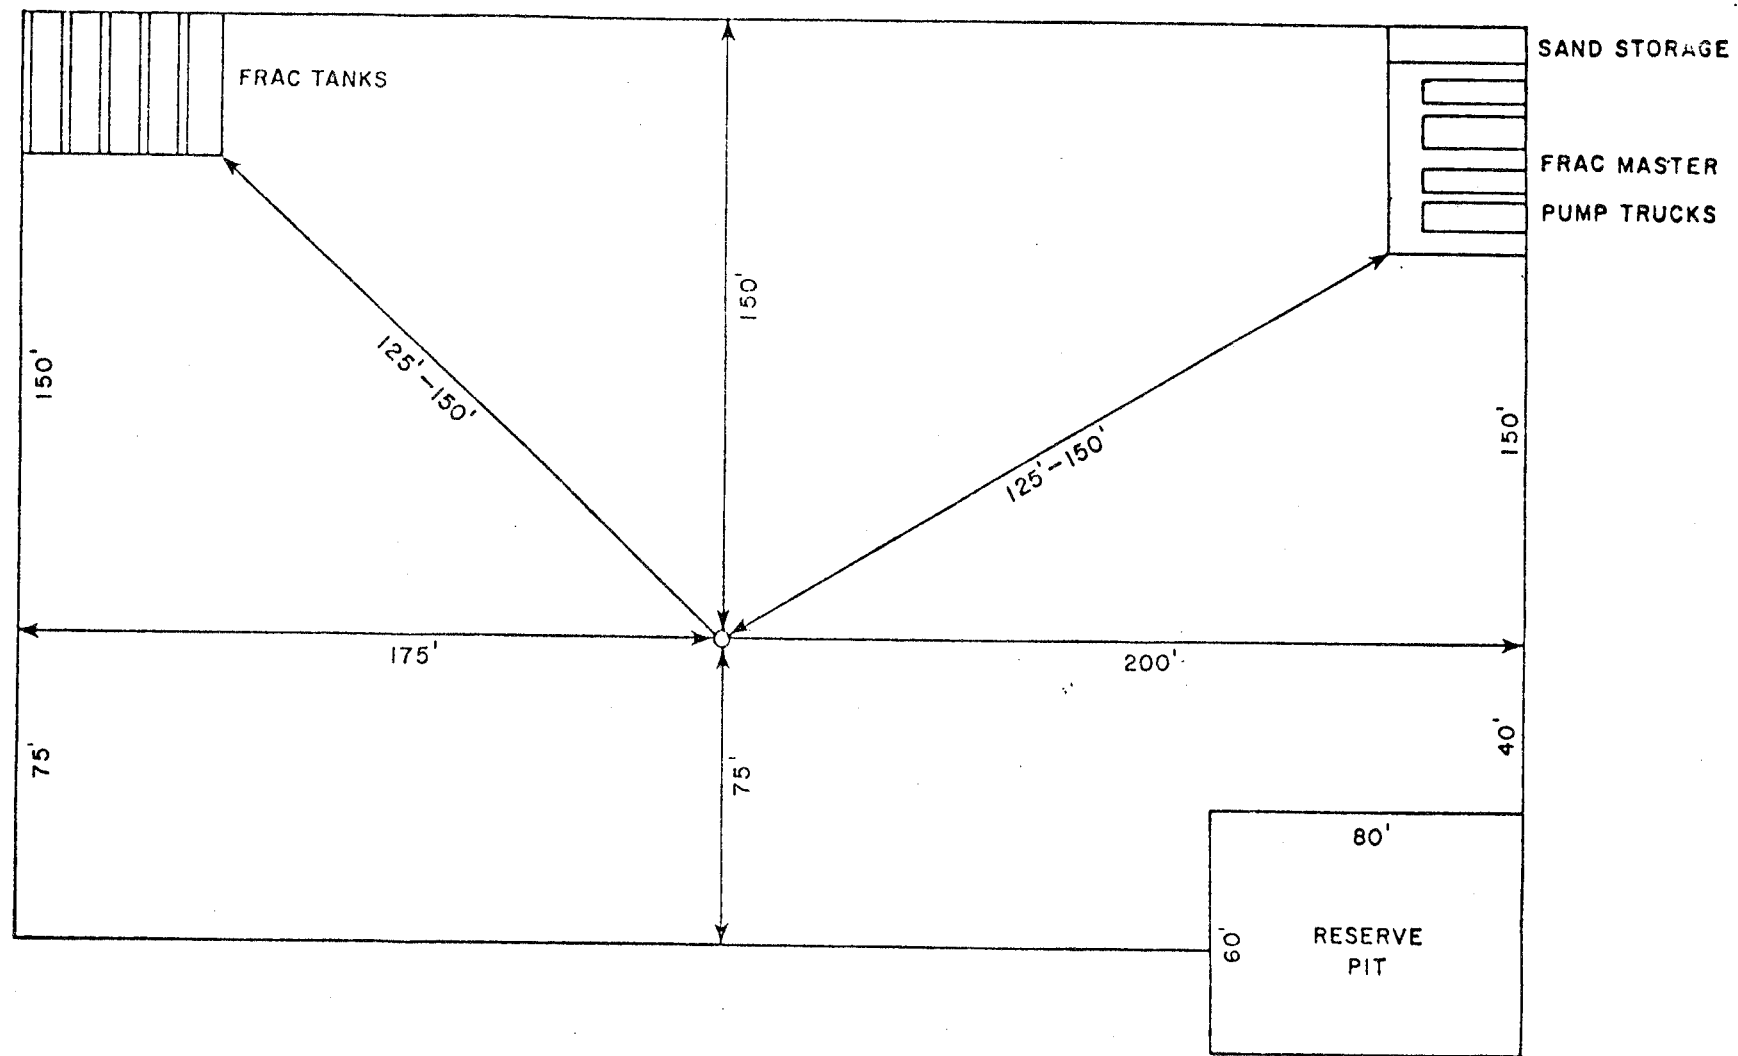 SAND STORAGE
FRAC TANKS
FRAC MASTER
PUMP TRUCKS
150'
150'
125'-150'
125'-150'
150'
175'
200'
75'
75'
40'
80'
60'
RESERVE
PIT